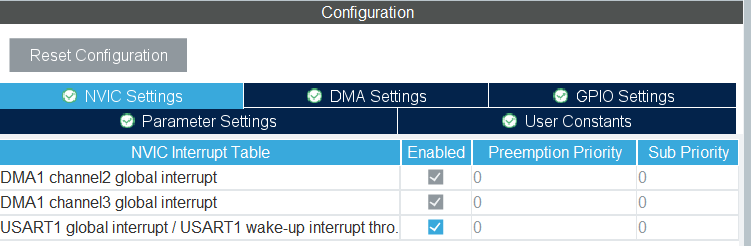 Configuration
Reset Configuration
NVIC Settings DMA Settings GPIO Settings
Parameter Settings User Constants
NVIC Interrupt Table Enabled Preemption Priority Sub Priority
DMA1 channel2 global interrupt 0 0
DMA1 channel3 global interrupt 0 0
USART1 global interrupt / USART1 wake-up interrupt thro. 0 0